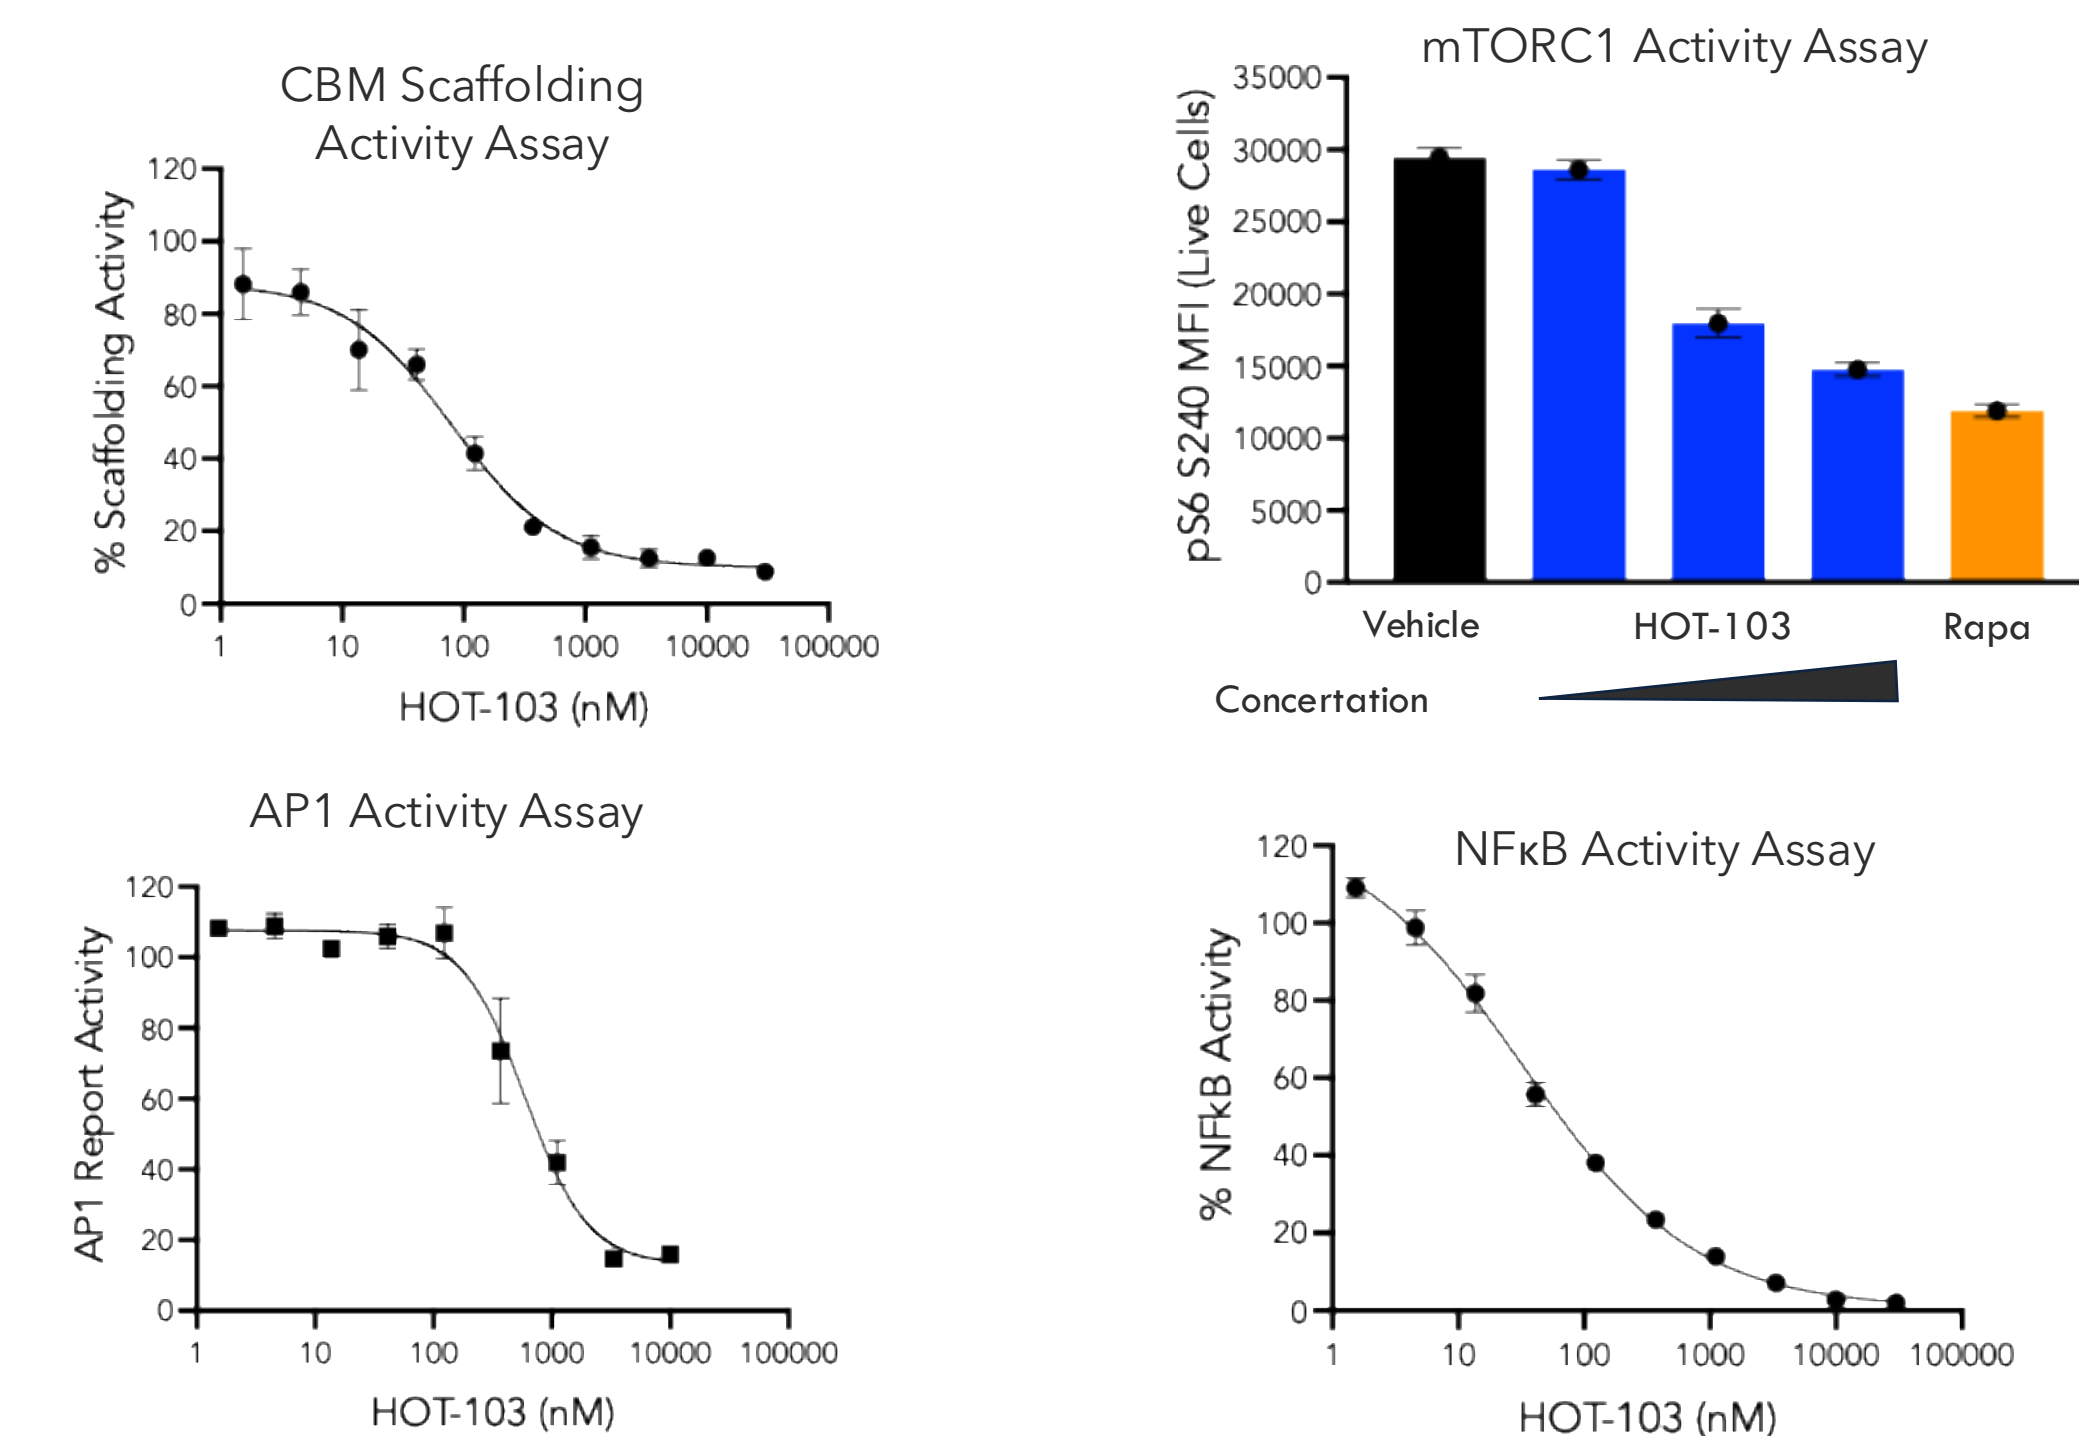 CBM Scaffolding
Activity Assay
% Scaffolding Activity
120
100
80
60
40
20
0
1 10 100 1000 10000 100000
HOT-103 (nM)
mTORC1 Activity Assay
pS6 S240 MFI (Live Cells)
35000
30000
25000
20000
15000
10000
5000
0
Vehicle HOT-103 Rapa
Concertation
AP1 Activity Assay
AP1 Report Activity
120
100
80
60
40
20
0
1 10 100 1000 10000 100000
HOT-103 (nM)
NFκB Activity Assay
% NFkB Activity
120
100
80
60
40
20
0
1 10 100 1000 10000 100000
HOT-103 (nM)